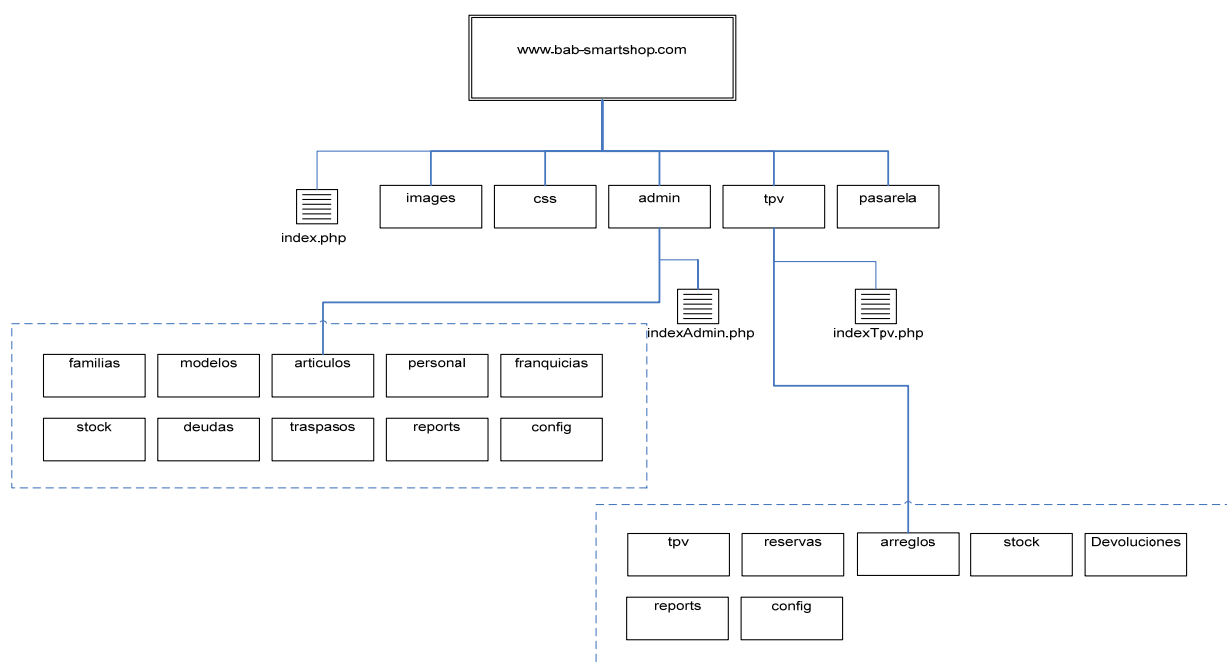 www.bab-smartshop.com
images
css
admin
tpv
pasarela
index.php
indexAdmin.php
indexTpv.php
familias
modelos
articulos
personal
franquicias
stock
deudas
traspasos
reports
config
tpv
reservas
arreglos
stock
Devoluciones
reports
config